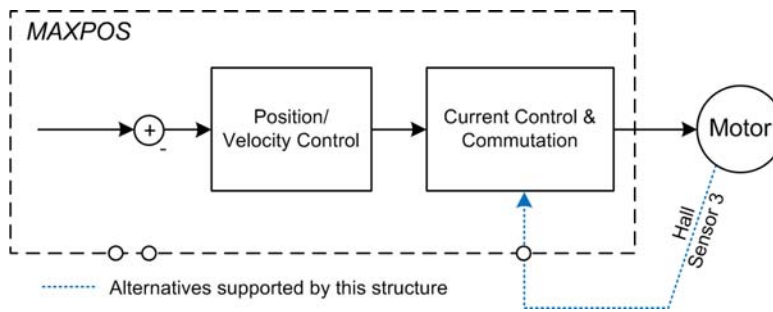 MAXPOS
Position/
Velocity Control
Current Control &
Commutation
Motor
+
-
Hall
Sensor 3
Alternatives supported by this structure